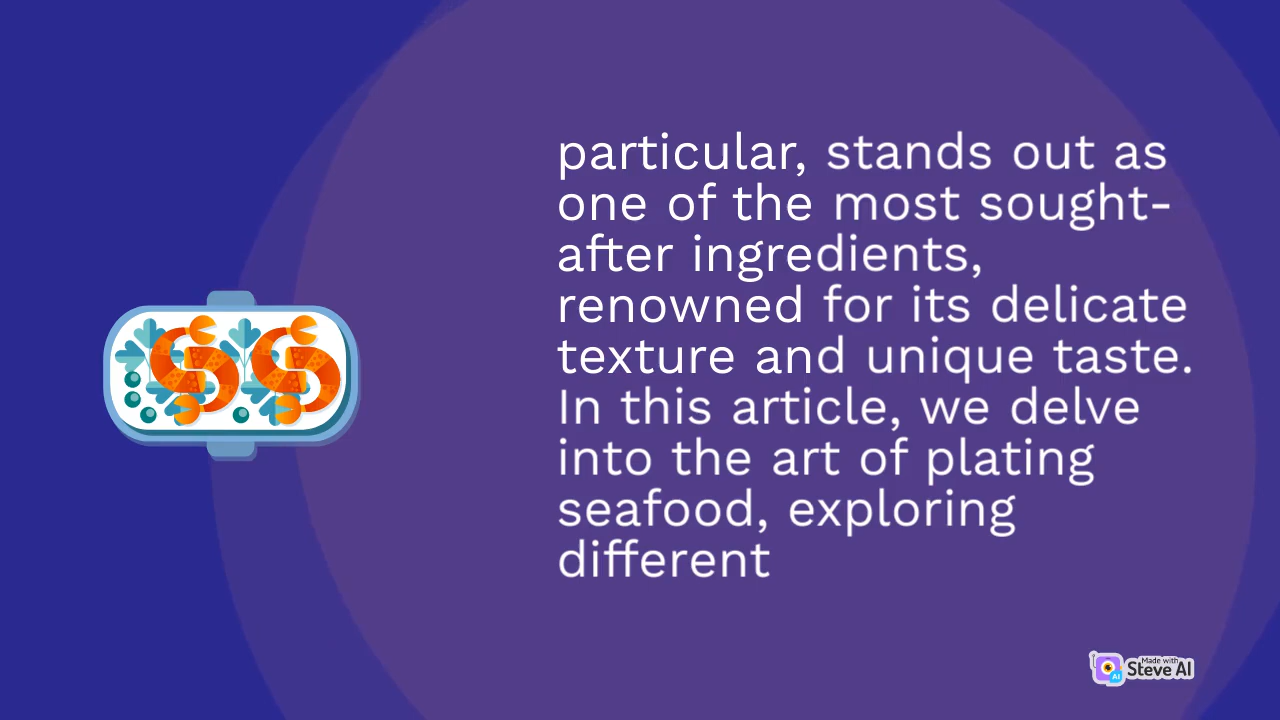 particular, stands out as
one of the most sought-
after ingredients,
renowned for its delicate
texture and unique taste.
In this article, we delve
into the art of plating
seafood, exploring
different
Made with
Steve AI
AI